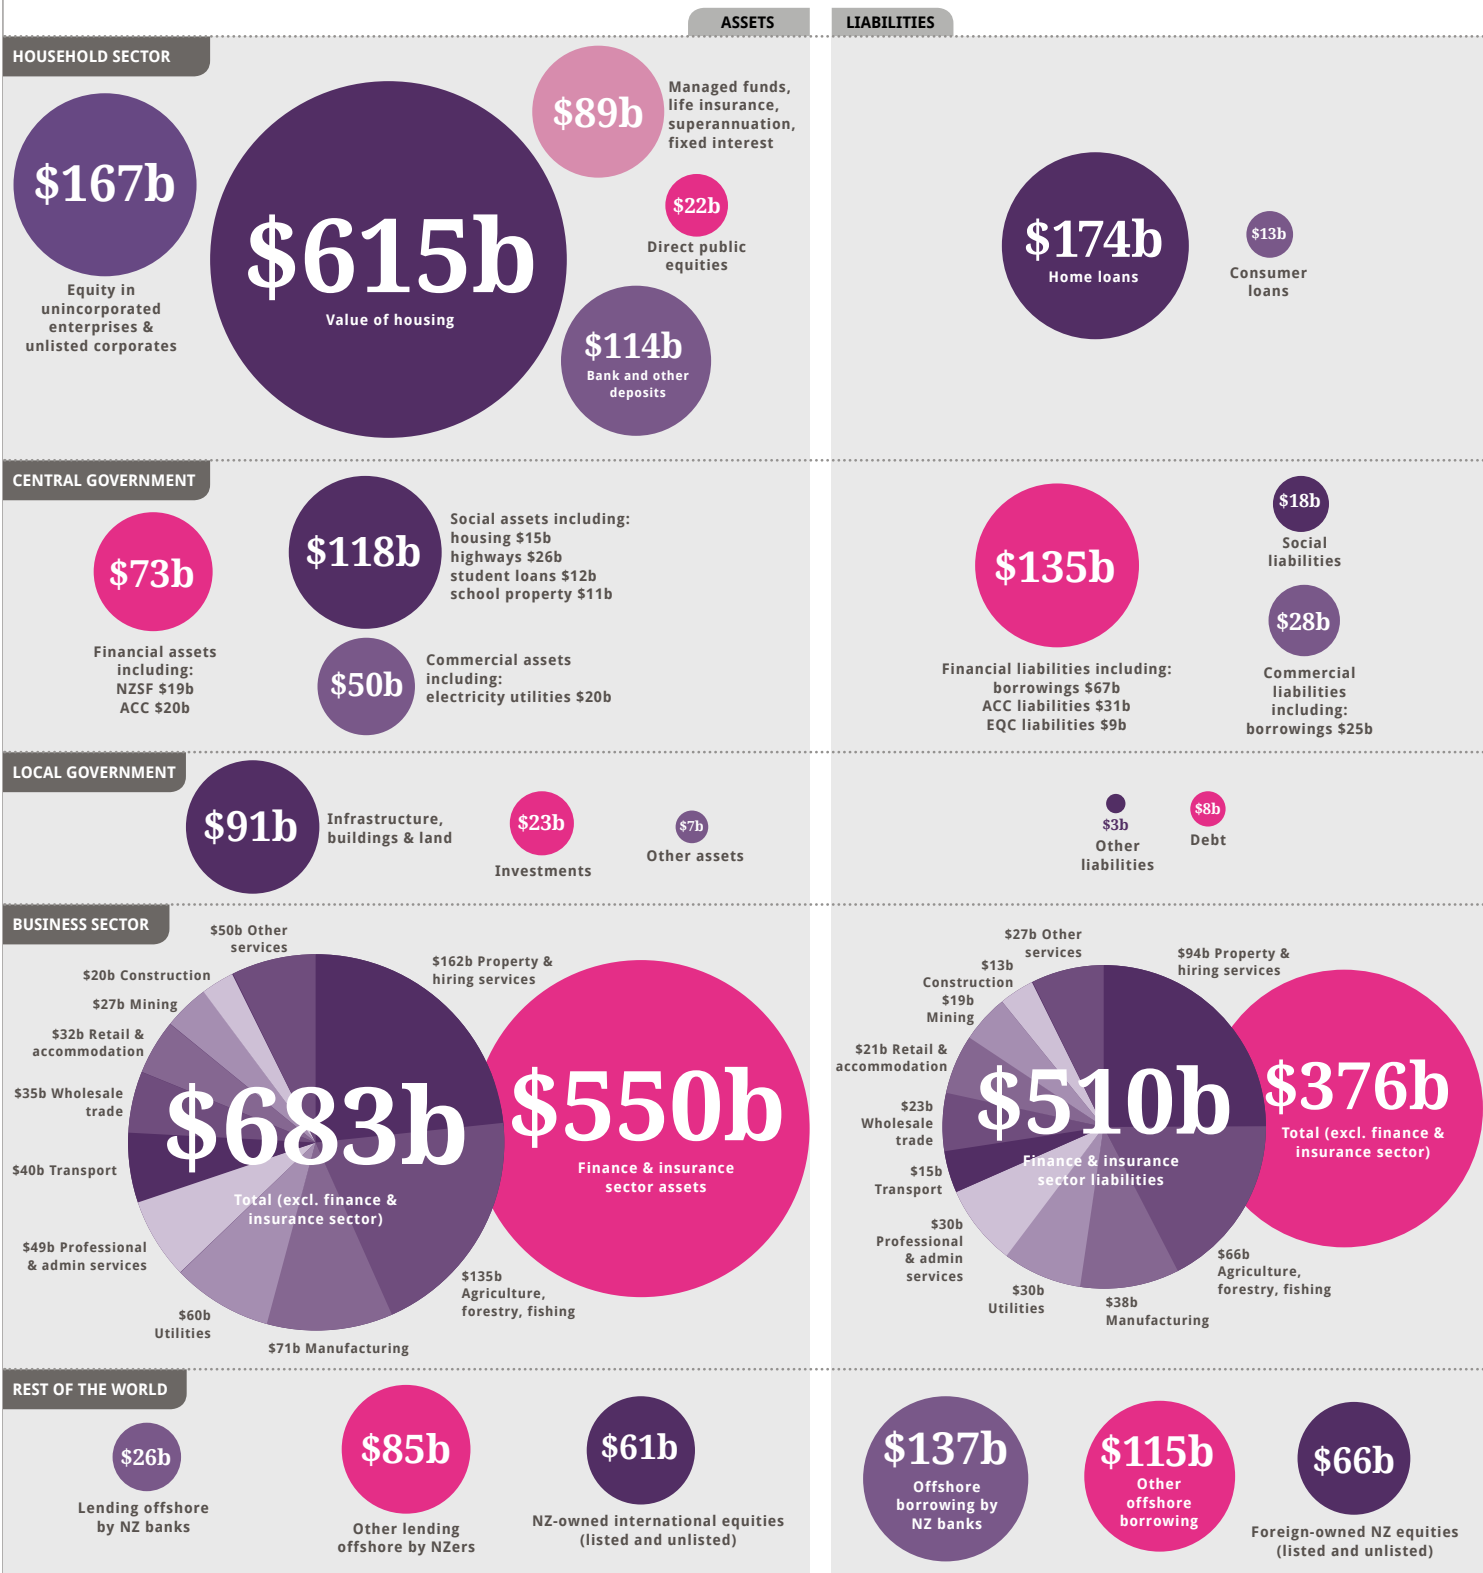 ASSETS
LIABILITIES
HOUSEHOLD SECTOR
$167b
Equity in
unincorporated
enterprises &
unlisted corporates
$615b
Value of housing
$89b
Managed funds,
life insurance,
superannuation,
fixed interest
$22b
Direct public
equities
$114b
Bank and other
deposits
$174b
Home loans
$13b
Consumer
loans
CENTRAL GOVERNMENT
$73b
Financial assets
including:
NZSF $19b
ACC $20b
$118b
Social assets including:
housing $15b
highways $26b
student loans $12b
school property $11b
$50b
Commercial assets
including:
electricity utilities $20b
$135b
Financial liabilities including:
borrowings $67b
ACC liabilities $31b
EQC liabilities $9b
$18b
Social
liabilities
$28b
Commercial
liabilities
including:
borrowings $25b
LOCAL GOVERNMENT
$91b
Infrastructure,
buildings & land
$23b
Investments
$7b
Other assets
$3b
Other
liabilities
$8b
Debt
BUSINESS SECTOR
$50b Other
services
$20b Construction
$27b Mining
$32b Retail &
accommodation
$35b Wholesale
trade
$40b Transport
$49b Professional
& admin services
$60b
Utilities
$71b Manufacturing
$135b
Agriculture,
forestry, fishing
$162b Property &
hiring services
$683b
Total (excl. finance &
insurance sector)
$550b
Finance & insurance
sector assets
$27b Other
services
$13b
Construction
$19b
Mining
$21b Retail &
accommodation
$23b
Wholesale
trade
$15b
Transport
$30b
Professional
& admin
services
$30b
Utilities
$38b
Manufacturing
$66b
Agriculture,
forestry, fishing
$94b Property &
hiring services
$510b
Finance & insurance
sector liabilities
$376b
Total (excl. finance &
insurance sector)
REST OF THE WORLD
$26b
Lending offshore
by NZ banks
$85b
Other lending
offshore by NZers
$61b
NZ-owned international equities
(listed and unlisted)
$137b
Offshore
borrowing by
NZ banks
$115b
Other
offshore
borrowing
$66b
Foreign-owned NZ equities
(listed and unlisted)